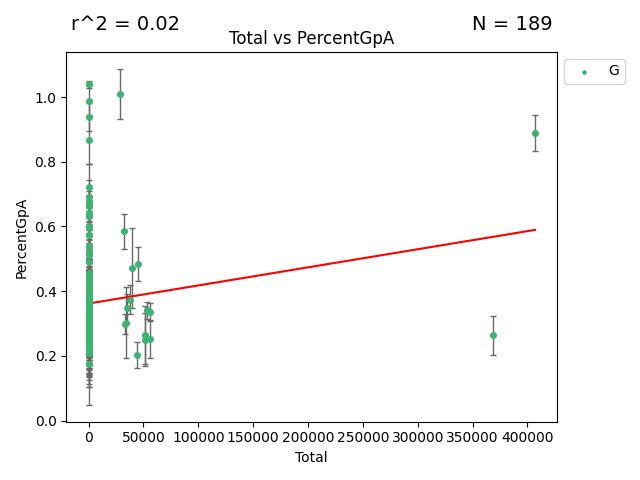 r^2 = 0.02
N = 189
Total vs PercentGpA
G
PercentGpA
1.0
0.8
0.6
0.4
0.2
0.0
0
50000
100000
150000
200000
250000
300000
350000
400000
Total